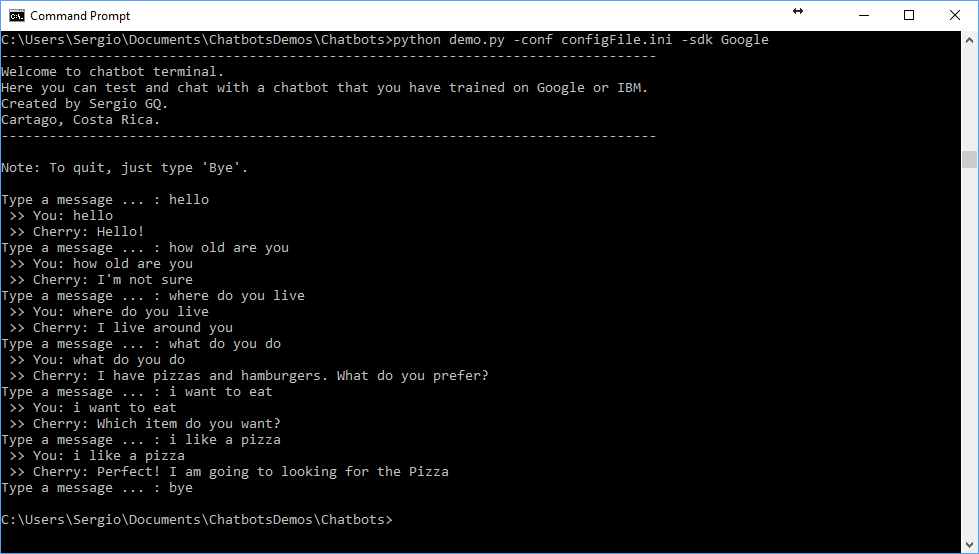 Command Prompt
C:\Users\Sergio\Documents\ChatbotsDemos\Chatbots>python demo.py -conf configFile.ini -sdk Google
----------------------------------------------------------------------------------
Welcome to chatbot terminal.
Here you can test and chat with a chatbot that you have trained on Google or IBM.
Created by Sergio GQ.
Cartago, Costa Rica.
----------------------------------------------------------------------------------
Note: To quit, just type 'Bye'.
Type a message ... : hello
 >> You: hello
 >> Cherry: Hello!
Type a message ... : how old are you
 >> You: how old are you
 >> Cherry: I'm not sure
Type a message ... : where do you live
 >> You: where do you live
 >> Cherry: I live around you
Type a message ... : what do you do
 >> You: what do you do
 >> Cherry: I have pizzas and hamburgers. What do you prefer?
Type a message ... : i want to eat
 >> You: i want to eat
 >> Cherry: Which item do you want?
Type a message ... : i like a pizza
 >> You: i like a pizza
 >> Cherry: Perfect! I am going to looking for the Pizza
Type a message ... : bye
C:\Users\Sergio\Documents\ChatbotsDemos\Chatbots>